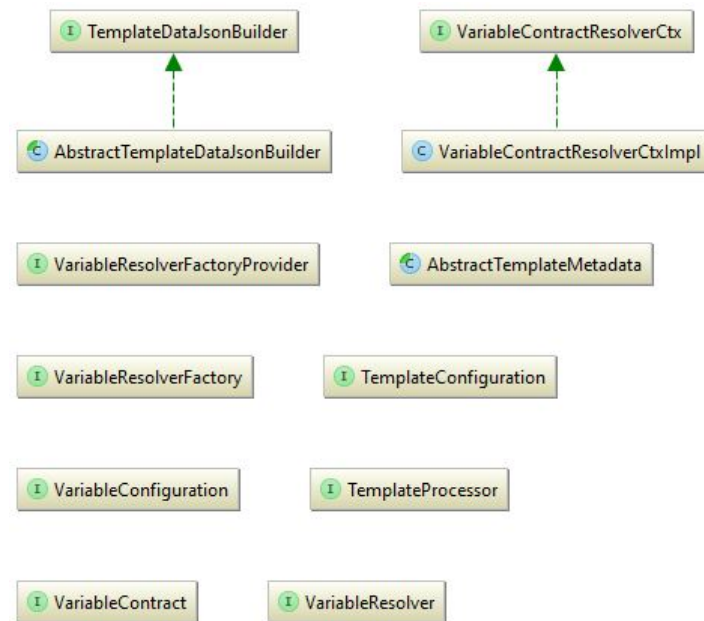 I TemplateDataJsonBuilder
I VariableContractResolverCtx
C AbstractTemplateDataJsonBuilder
C VariableContractResolverCtxImpl
I VariableResolverFactoryProvider
C AbstractTemplateMetadata
I VariableResolverFactory
I TemplateConfiguration
I VariableConfiguration
I TemplateProcessor
I VariableContract
I VariableResolver